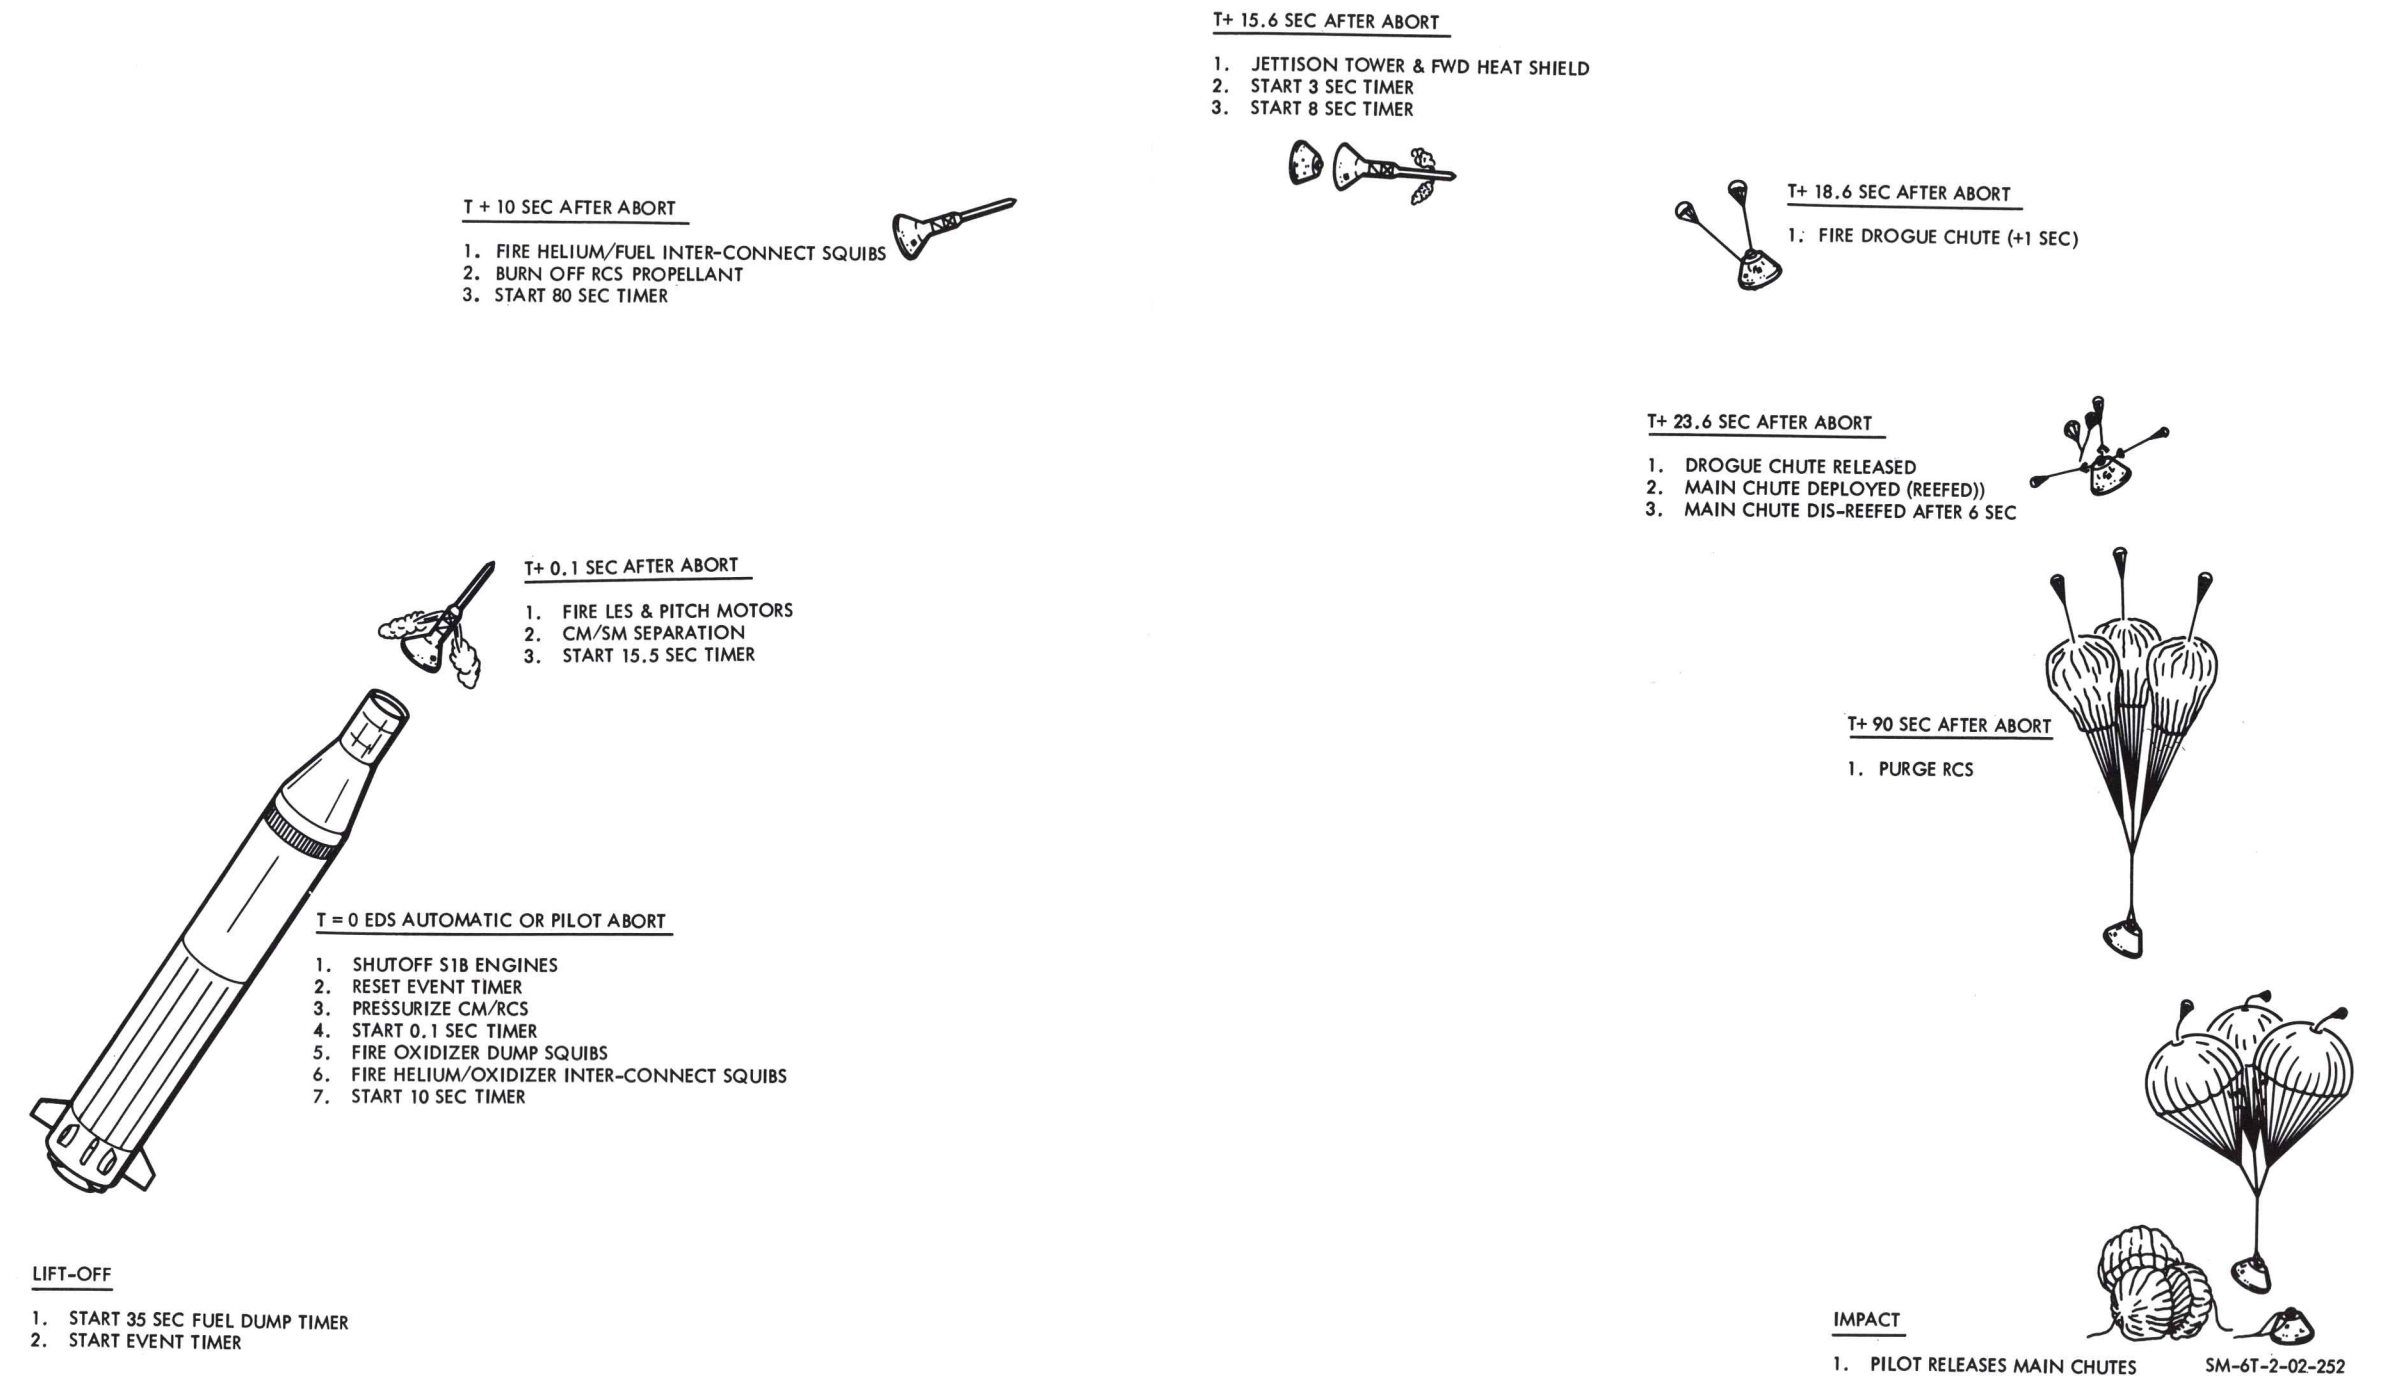 T+ 15.6 SEC AFTER ABORT
1. JETTISON TOWER & FWD HEAT SHIELD
2. START 3 SEC TIMER
3. START 8 SEC TIMER
T + 10 SEC AFTER ABORT
1. FIRE HELIUM/FUEL INTER-CONNECT SQUIBS
2. BURN OFF RCS PROPELLANT
3. START 80 SEC TIMER
T+ 18.6 SEC AFTER ABORT
1. FIRE DROGUE CHUTE (+1 SEC)
T+ 23.6 SEC AFTER ABORT
1. DROGUE CHUTE RELEASED
2. MAIN CHUTE DEPLOYED (REEFED))
3. MAIN CHUTE DIS-REEFED AFTER 6 SEC
T+ 0.1 SEC AFTER ABORT
1. FIRE LES & PITCH MOTORS
2. CM/SM SEPARATION
3. START 15.5 SEC TIMER
T+ 90 SEC AFTER ABORT
1. PURGE RCS
T = 0 EDS AUTOMATIC OR PILOT ABORT
1. SHUTOFF S1B ENGINES
2. RESET EVENT TIMER
3. PRESSURIZE CM/RCS
4. START 0.1 SEC TIMER
5. FIRE OXIDIZER DUMP SQUIBS
6. FIRE HELIUM/OXIDIZER INTER-CONNECT SQUIBS
7. START 10 SEC TIMER
LIFT-OFF
1. START 35 SEC FUEL DUMP TIMER
2. START EVENT TIMER
IMPACT
1. PILOT RELEASES MAIN CHUTES
SM-6T-2-02-252